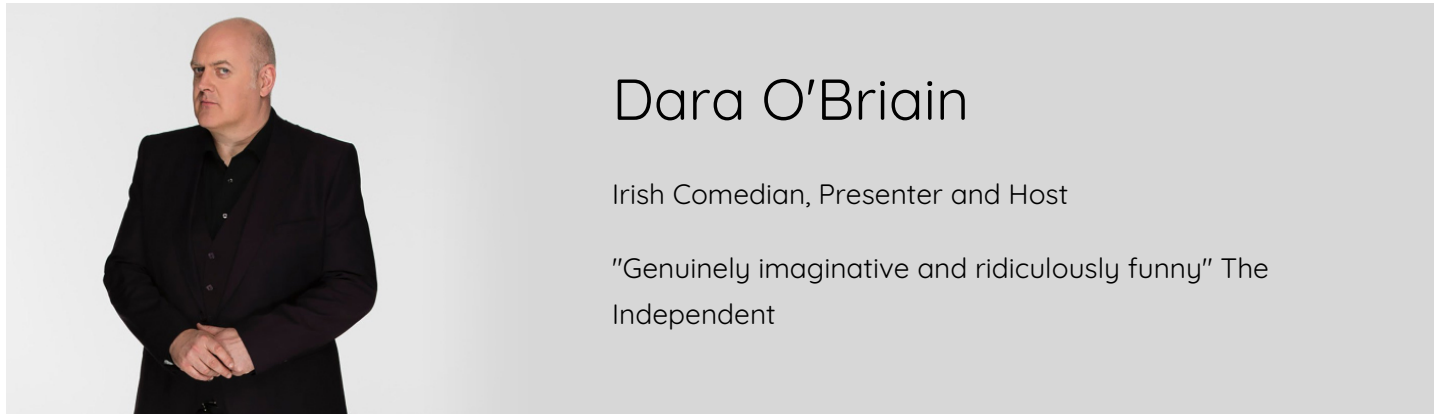 Dara O'Briain
Irish Comedian, Presenter and Host
"Genuinely imaginative and ridiculously funny" The
Independent